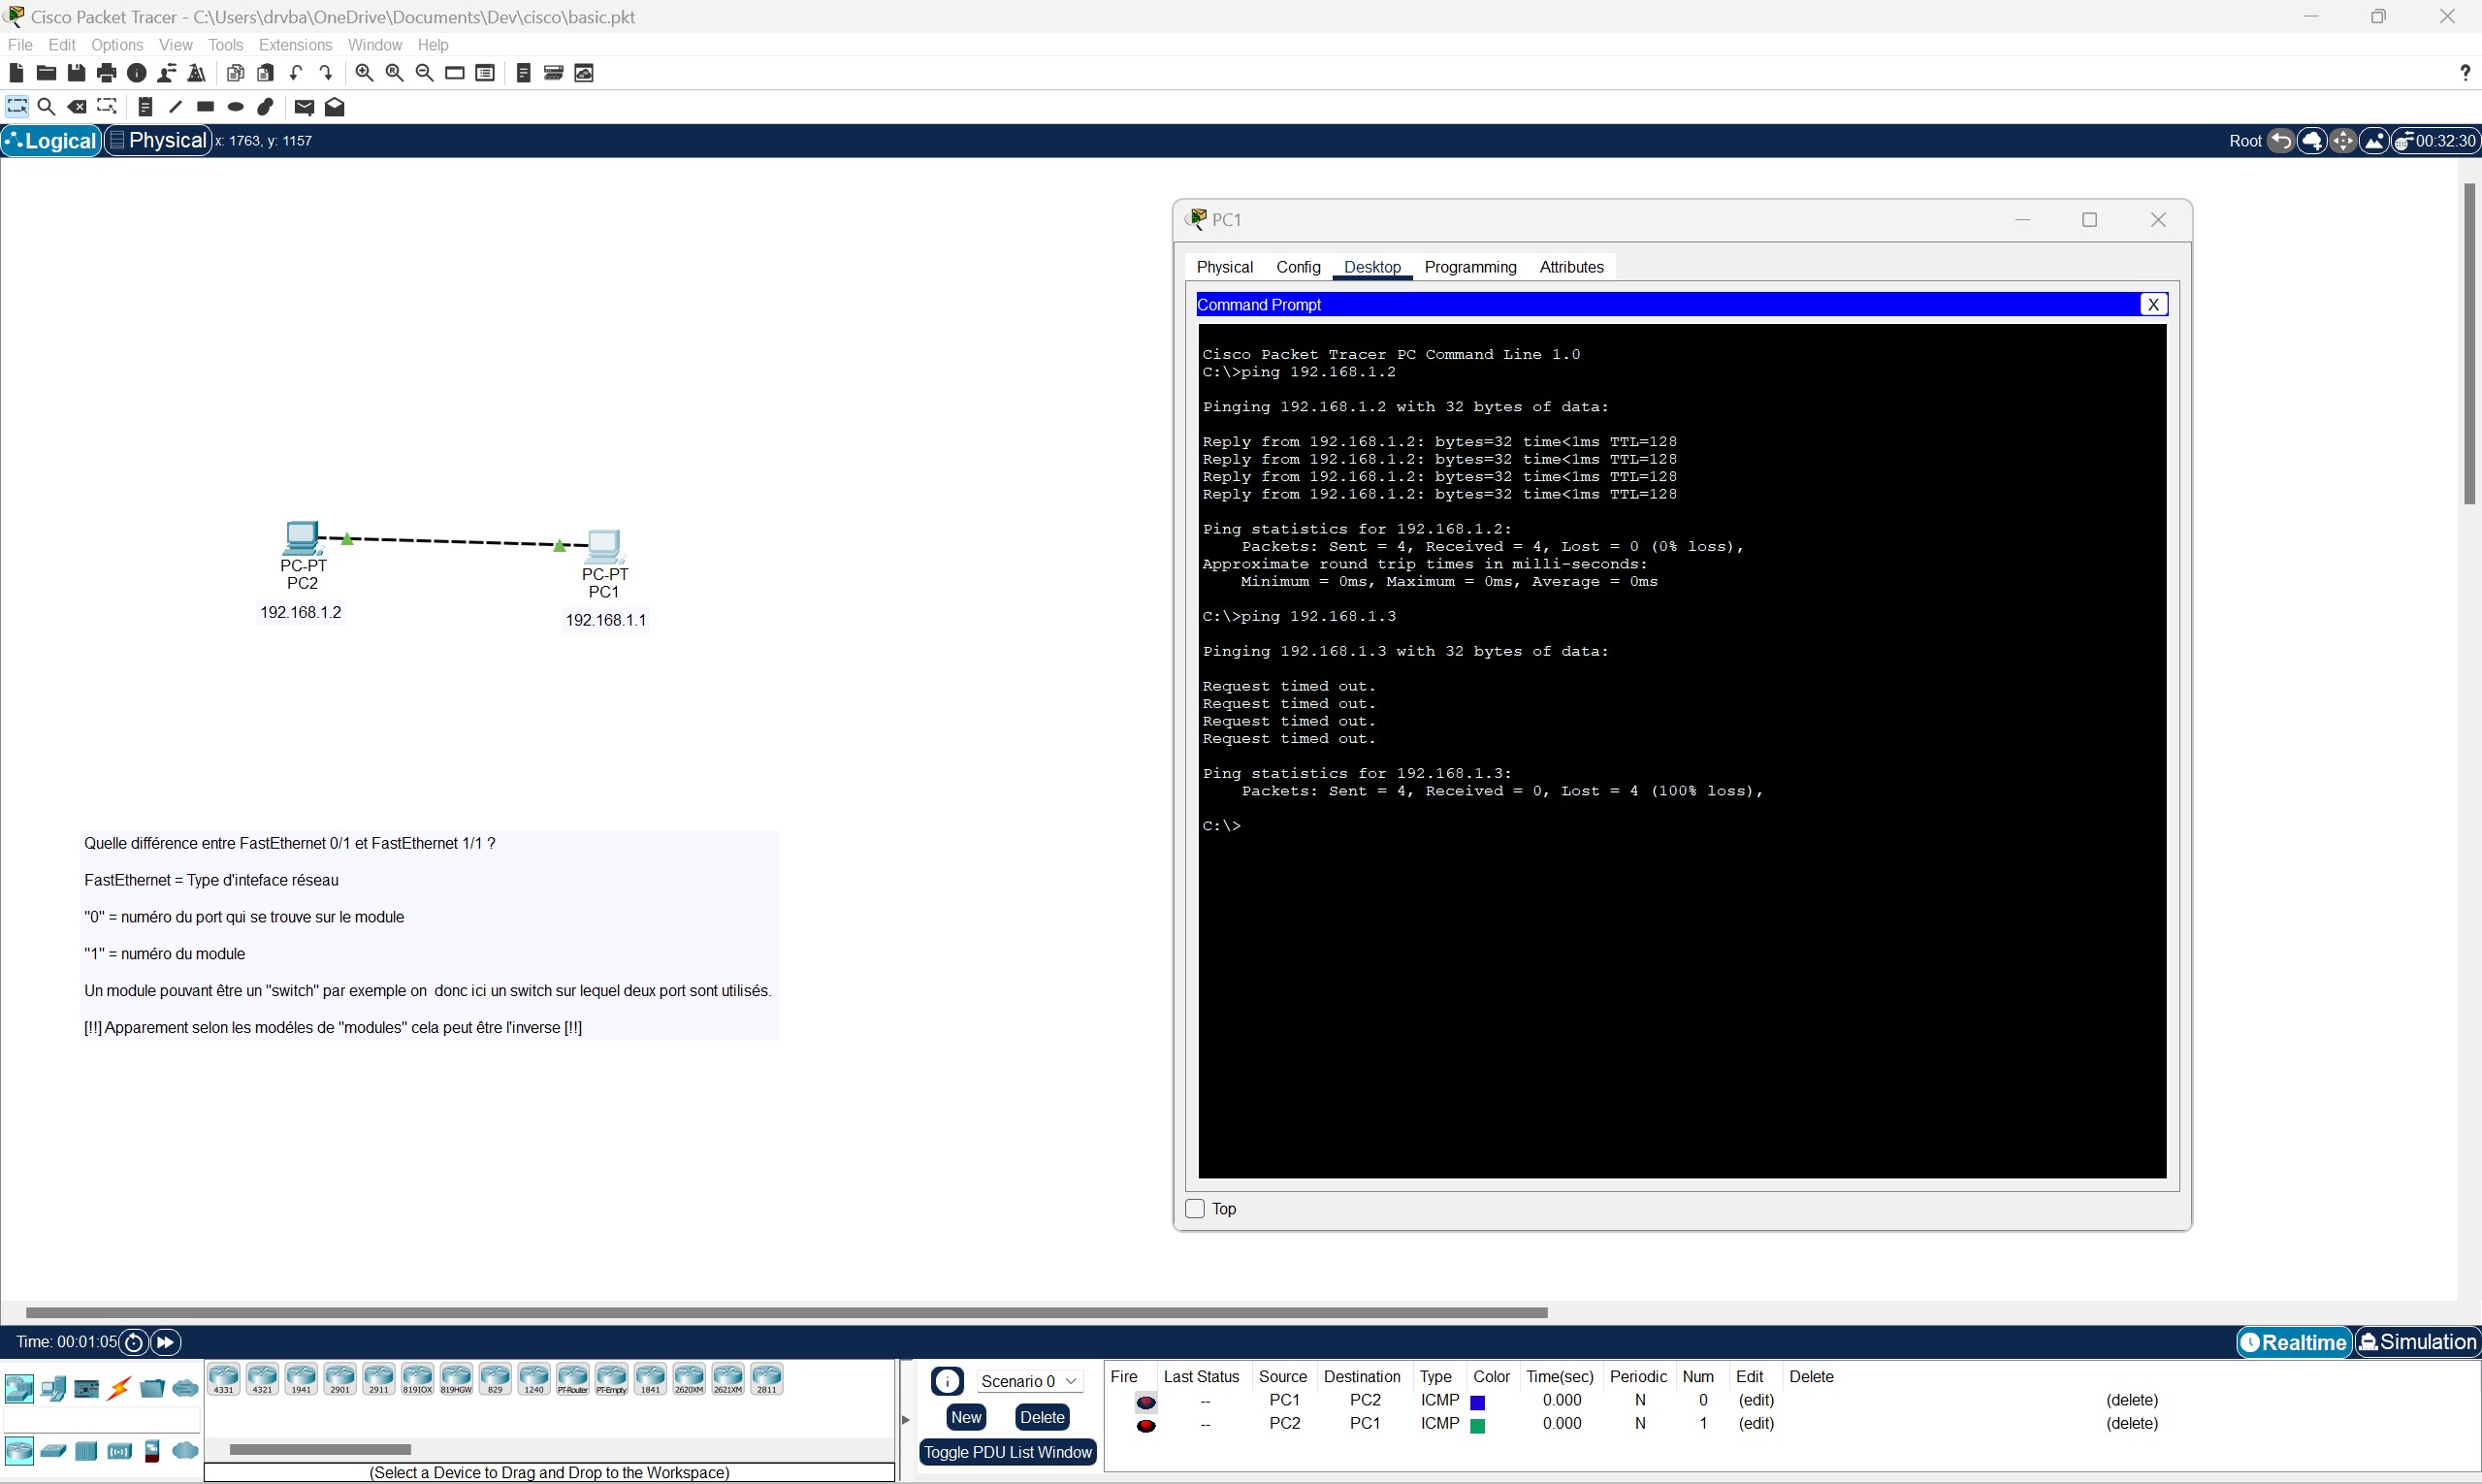 Cisco Packet Tracer - C:\Users\drvba\OneDrive\Documents\Dev\cisco\basic.pkt
File Edit Options View Tools Extensions Window Help
?
Logical Physical x: 1763, y: 1157 Root 00:32:30
PC1
Physical Config Desktop Programming Attributes
Command Prompt X
Cisco Packet Tracer PC Command Line 1.0
C:\>ping 192.168.1.2
Pinging 192.168.1.2 with 32 bytes of data:
Reply from 192.168.1.2: bytes=32 time<1ms TTL=128
Reply from 192.168.1.2: bytes=32 time<1ms TTL=128
Reply from 192.168.1.2: bytes=32 time<1ms TTL=128
Reply from 192.168.1.2: bytes=32 time<1ms TTL=128
Ping statistics for 192.168.1.2:
Packets: Sent = 4, Received = 4, Lost = 0 (0% loss),
Approximate round trip times in milli-seconds:
Minimum = 0ms, Maximum = 0ms, Average = 0ms
C:\>ping 192.168.1.3
Pinging 192.168.1.3 with 32 bytes of data:
Request timed out.
Request timed out.
Request timed out.
Request timed out.
Ping statistics for 192.168.1.3:
Packets: Sent = 4, Received = 0, Lost = 4 (100% loss),
C:\>
Top
PC-PT
PC2
192.168.1.2
PC-PT
PC1
192.168.1.1
Quelle différence entre FastEthernet 0/1 et FastEthernet 1/1 ?
FastEthernet = Type d'inteface réseau
"0" = numéro du port qui se trouve sur le module
"1" = numéro du module
Un module pouvant être un "switch" par exemple on  donc ici un switch sur lequel deux port sont utilisés.
[!!] Apparement selon les modéles de "modules" cela peut être l'inverse [!!]
Time: 00:01:05 Realtime Simulation
4331 4321 1941 2901 2911 819IOX 819HGW 829 1240 PT-Router PT-Empty 1841 2620XM 2621XM 2811
(Select a Device to Drag and Drop to the Workspace)
Scenario 0
New Delete
Toggle PDU List Window
Fire Last Status Source Destination Type Color Time(sec) Periodic Num Edit Delete
-- PC1 PC2 ICMP 0.000 N 0 (edit) (delete)
-- PC2 PC1 ICMP 0.000 N 1 (edit) (delete)